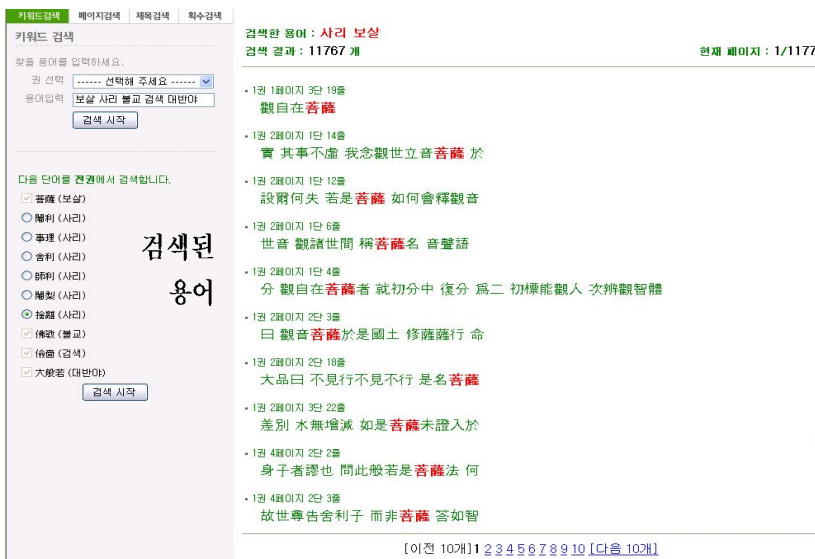 키워드검색 페이지검색 제목검색 획수검색
키워드 검색
찾을 용어를 입력하세요.
권 선택 ------ 선택해 주세요 ------
용어입력 보살 사리 불교 검색 대반야
검색 시작
다음 단어를 전권에서 검색합니다.
菩薩 (보살)
闍利 (사리)
事理 (사리)
舍利 (사리)
師利 (사리)
闍梨 (사리)
捨離 (사리)
佛敎 (불교)
(검색)
大般若 (대반야)
검색 시작
검색된
용어
검색한 용어 : 사리 보살
검색 결과 : 11767 개
현재 페이지 : 1/1177
1권 1페이지 3단 19줄
觀自在菩薩
1권 2페이지 1단 14줄
實 其事不虛 我念觀世立音菩薩 於
1권 2페이지 1단 12줄
設爾何失 若是菩薩 如何會釋觀音
1권 2페이지 1단 6줄
世音 觀諸世間 稱菩薩名 音聲語
1권 2페이지 1단 4줄
分 觀自在菩薩者 就初分中 復分 爲二 初標能觀人 次辨觀智體
1권 2페이지 2단 3줄
曰 觀音菩薩於是國土 修薩薩行 命
1권 2페이지 2단 18줄
大品曰 不見行不見不行 是名菩薩
1권 2페이지 3단 22줄
差別 水無增減 如是菩薩未證入於
1권 4페이지 2단 2줄
身子者謬也 問此般若是菩薩法 何
1권 4페이지 2단 3줄
故世尊告舍利子 而非菩薩 答如智
[이전 10개] 1 2 3 4 5 6 7 8 9 10 [다음 10개]